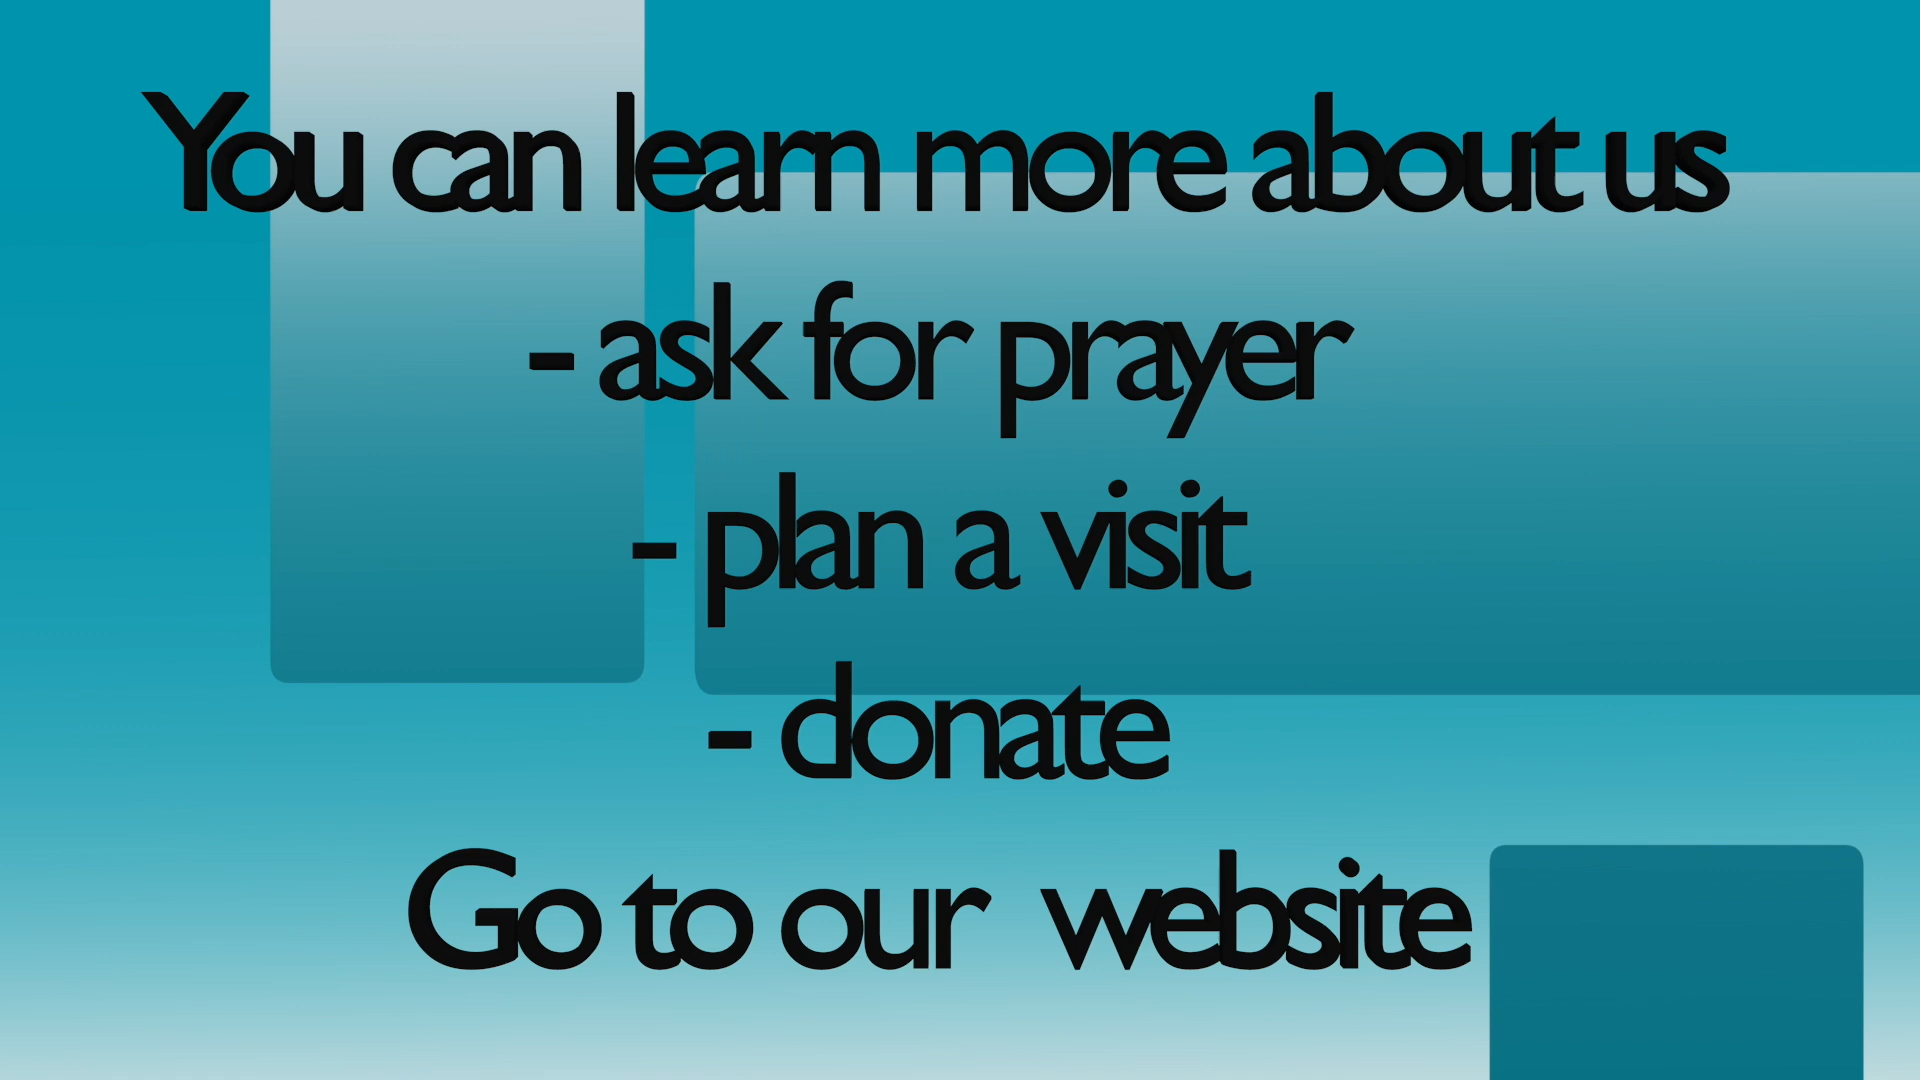 You can learn more about us
- ask for prayer
- plan a visit
- donate
Go to our  website